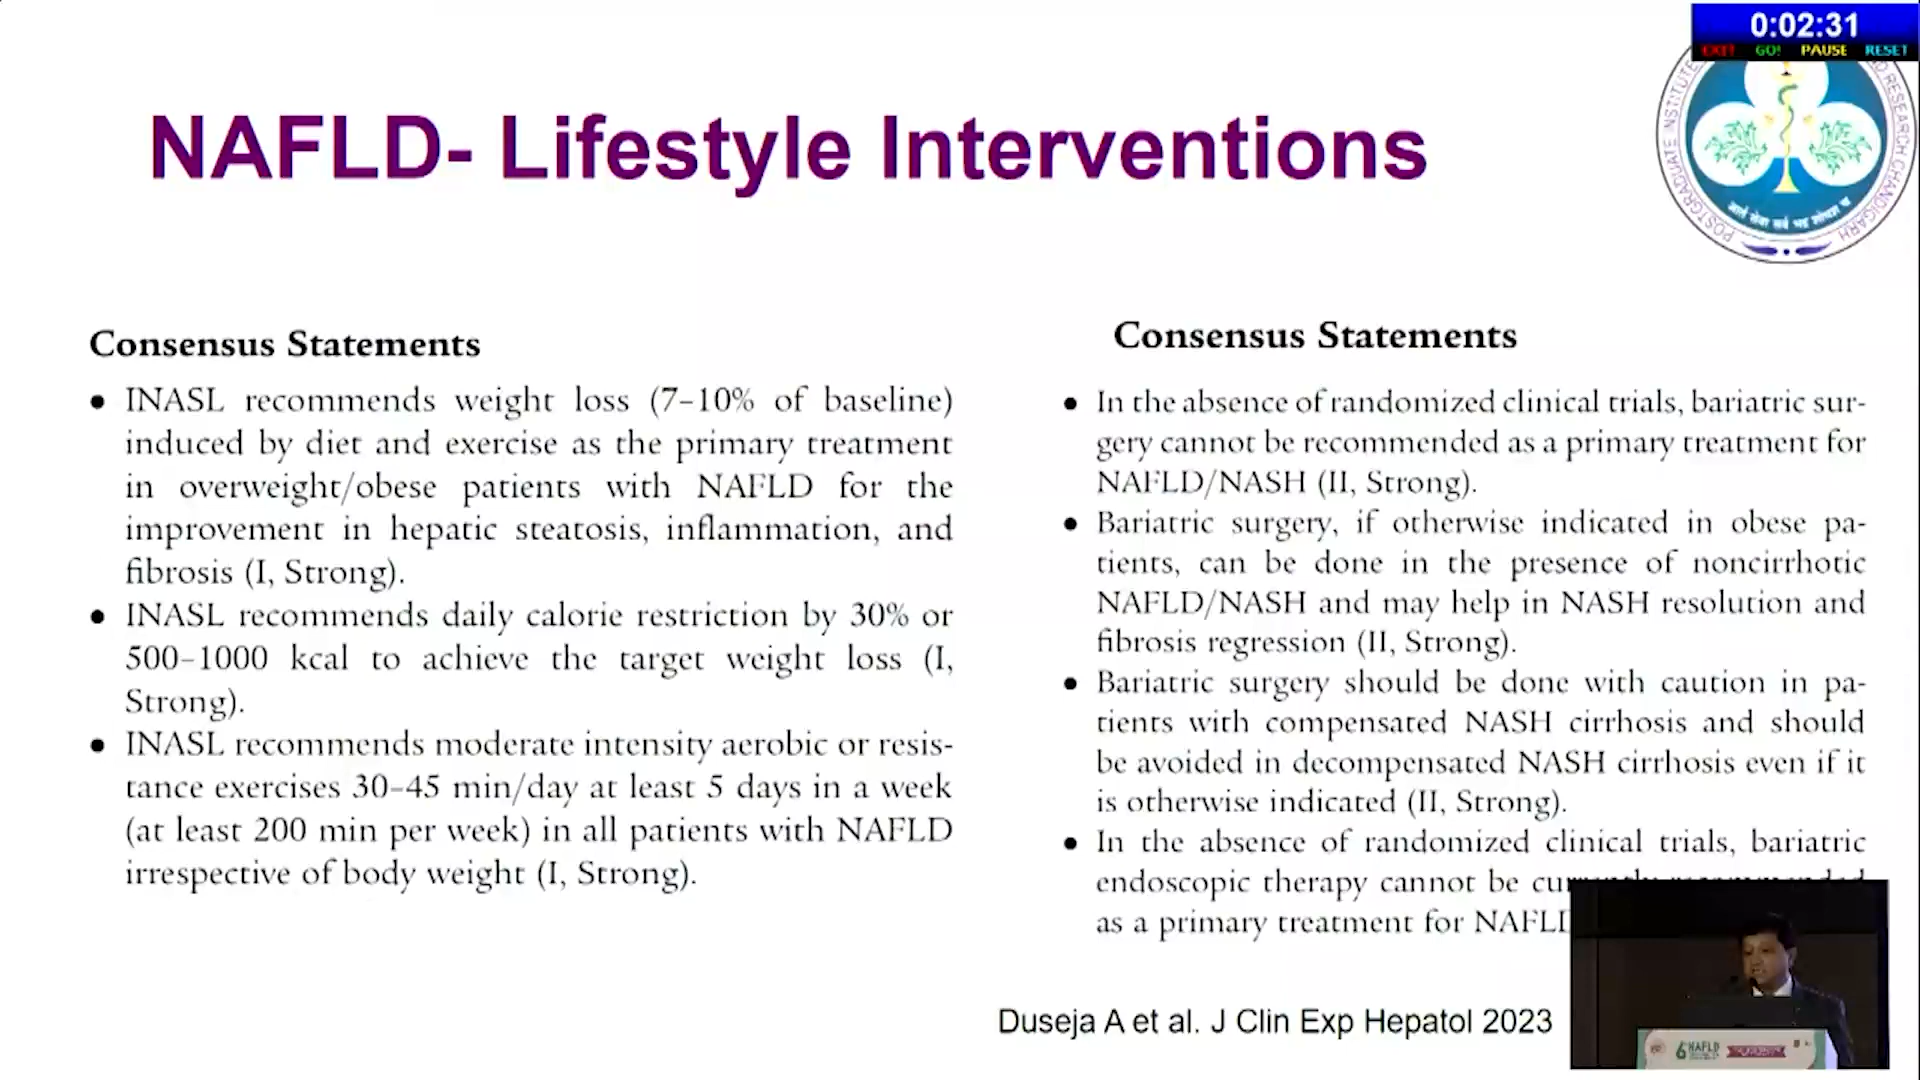 0:02:31
EXIT GO! PAUSE RESET
NAFLD- Lifestyle Interventions
POSTGRADUATE INSTITUTE
RESEARCH CHANDIGARH
Consensus Statements
• INASL recommends weight loss (7–10% of baseline)
induced by diet and exercise as the primary treatment
in overweight/obese patients with NAFLD for the
improvement in hepatic steatosis, inflammation, and
fibrosis (I, Strong).
• INASL recommends daily calorie restriction by 30% or
500–1000 kcal to achieve the target weight loss (I,
Strong).
• INASL recommends moderate intensity aerobic or resis-
tance exercises 30–45 min/day at least 5 days in a week
(at least 200 min per week) in all patients with NAFLD
irrespective of body weight (I, Strong).
Consensus Statements
• In the absence of randomized clinical trials, bariatric sur-
gery cannot be recommended as a primary treatment for
NAFLD/NASH (II, Strong).
• Bariatric surgery, if otherwise indicated in obese pa-
tients, can be done in the presence of noncirrhotic
NAFLD/NASH and may help in NASH resolution and
fibrosis regression (II, Strong).
• Bariatric surgery should be done with caution in pa-
tients with compensated NASH cirrhosis and should
be avoided in decompensated NASH cirrhosis even if it
is otherwise indicated (II, Strong).
• In the absence of randomized clinical trials, bariatric
endoscopic therapy cannot be currently recommended
as a primary treatment for NAFLD
Duseja A et al. J Clin Exp Hepatol 2023
6 NAFLD